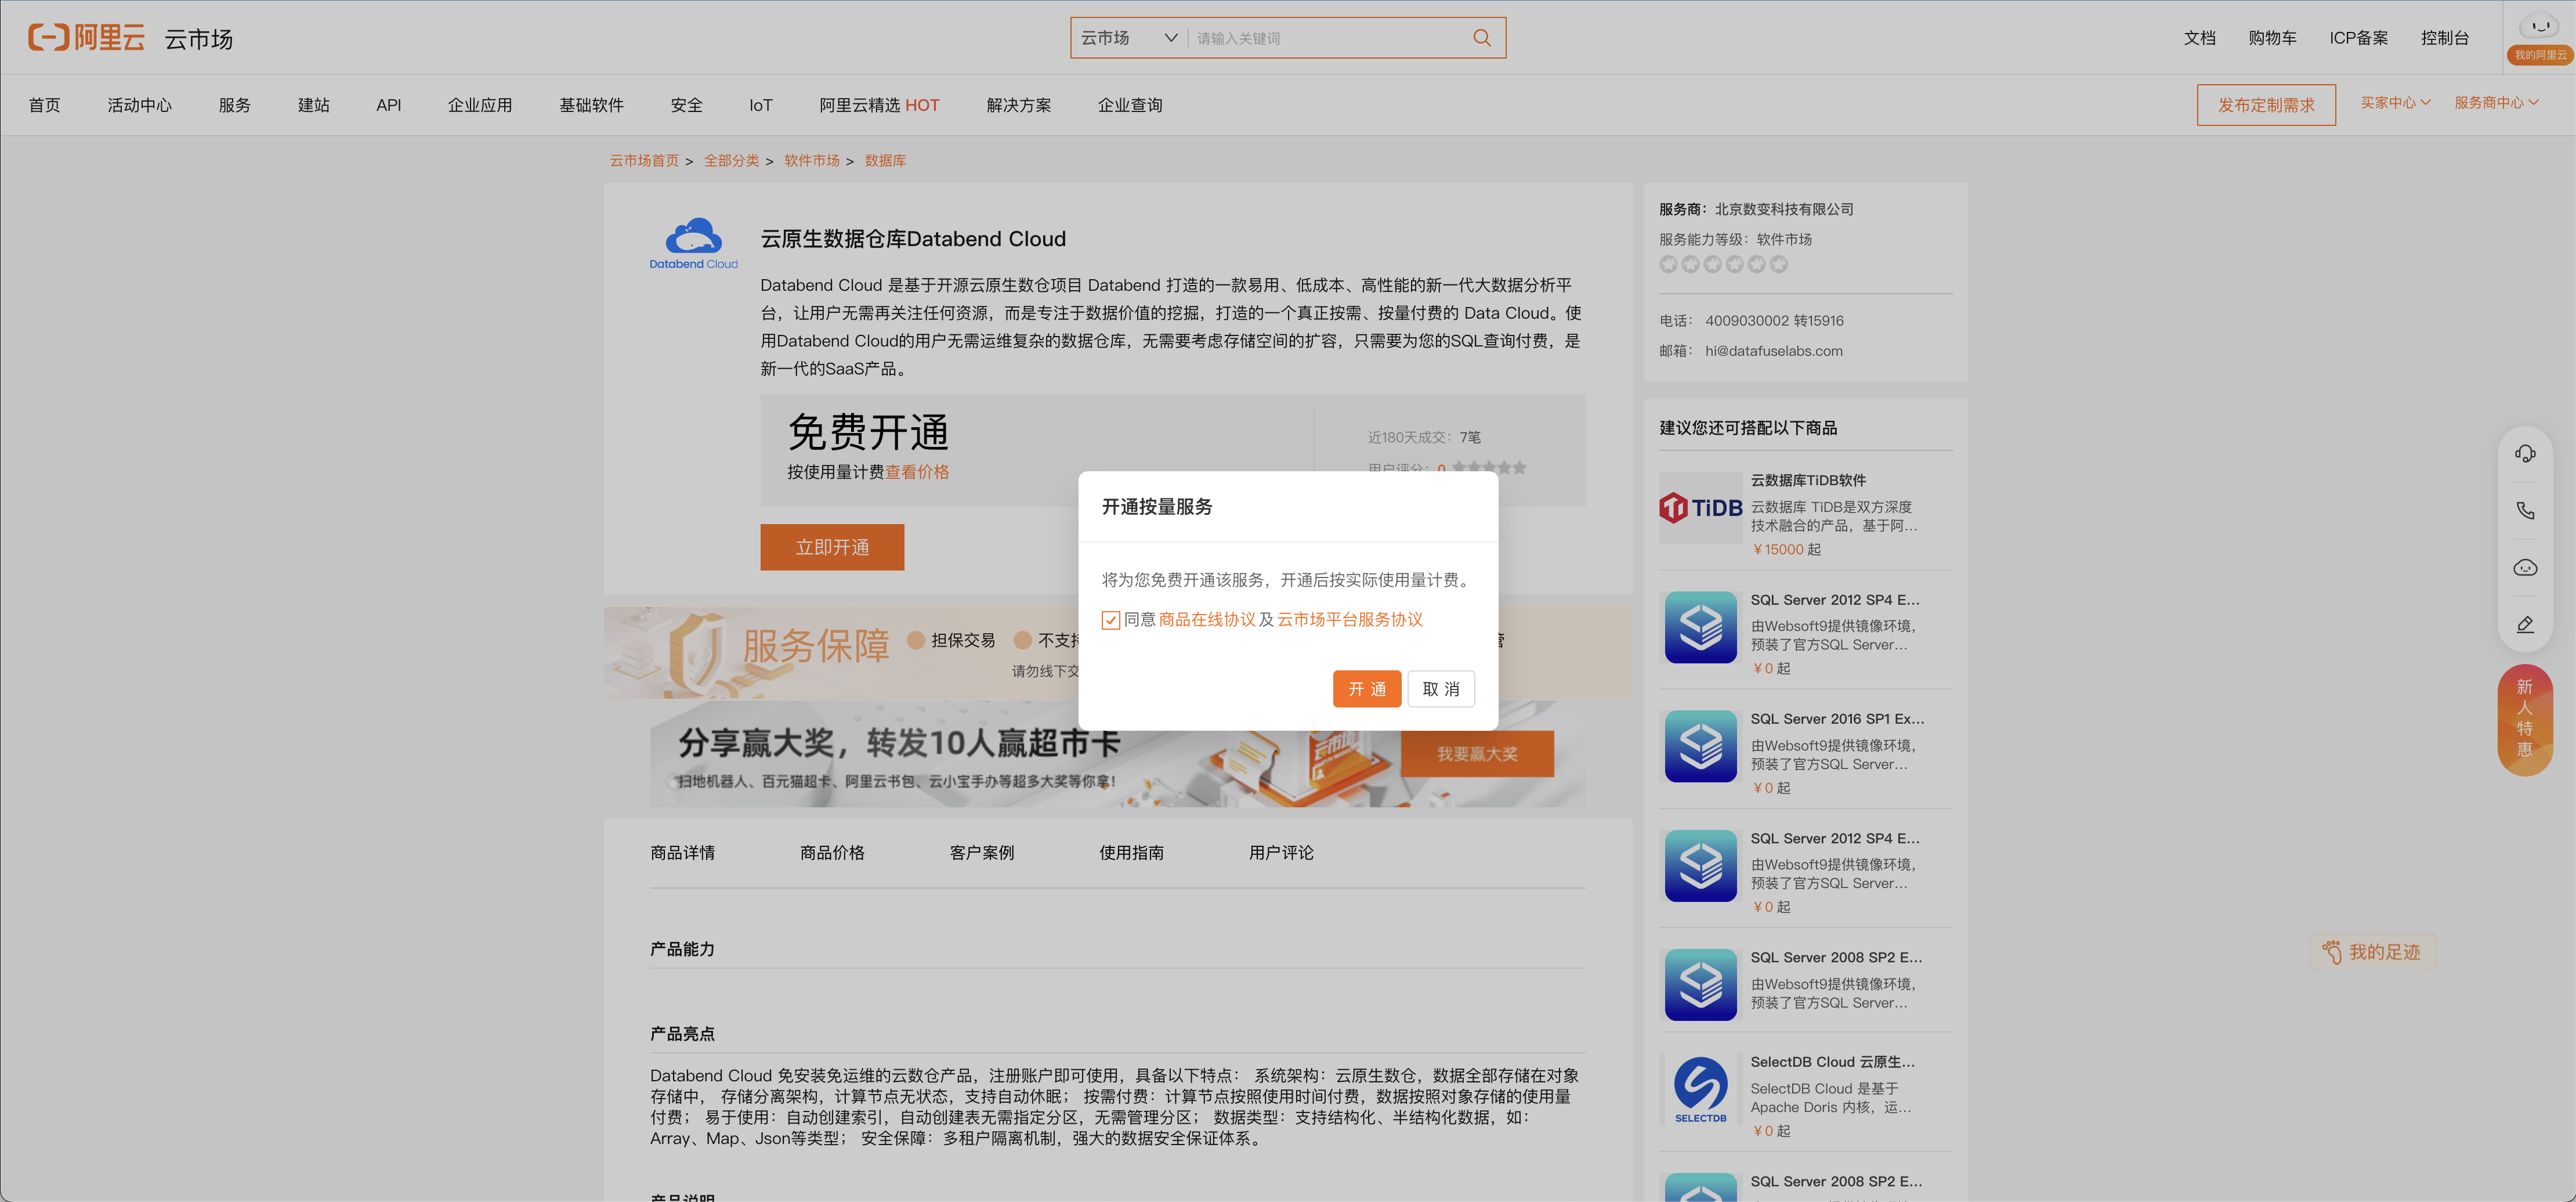 阿里云 云市场
云市场 请输入关键词
文档 购物车 ICP备案 控制台
我的阿里云
首页 活动中心 服务 建站 API 企业应用 基础软件 安全 IoT 阿里云精选 HOT 解决方案 企业查询
发布定制需求 买家中心 服务商中心
云市场首页 > 全部分类 > 软件市场 > 数据库
Databend Cloud
云原生数据仓库Databend Cloud
Databend Cloud 是基于开源云原生数仓项目 Databend 打造的一款易用、低成本、高性能的新一代大数据分析平
台，让用户无需再关注任何资源，而是专注于数据价值的挖掘，打造的一个真正按需、按量付费的 Data Cloud。使
用Databend Cloud的用户无需运维复杂的数据仓库，无需要考虑存储空间的扩容，只需要为您的SQL查询付费，是
新一代的SaaS产品。
免费开通
按使用量计费查看价格
近180天成交：7笔
用户评分：0
立即开通
开通按量服务
将为您免费开通该服务，开通后按实际使用量计费。
同意 商品在线协议 及 云市场平台服务协议
开 通 取 消
服务保障 担保交易 不支持
请勿线下交
分享赢大奖，转发10人赢超市卡
扫地机器人、百元猫超卡、阿里云书包、云小宝手办等超多大奖等你拿！
云市场
我要赢大奖
商品详情 商品价格 客户案例 使用指南 用户评论
产品能力
产品亮点
Databend Cloud 免安装免运维的云数仓产品，注册账户即可使用，具备以下特点： 系统架构：云原生数仓，数据全部存储在对象
存储中， 存储分离架构，计算节点无状态，支持自动休眠； 按需付费：计算节点按照使用时间付费，数据按照对象存储的使用量
付费； 易于使用：自动创建索引，自动创建表无需指定分区，无需管理分区； 数据类型：支持结构化、半结构化数据，如：
Array、Map、Json等类型； 安全保障：多租户隔离机制，强大的数据安全保证体系。
产品说明
服务商：北京数变科技有限公司
服务能力等级：软件市场
电话： 4009030002 转15916
邮箱： hi@datafuselabs.com
建议您还可搭配以下商品
TiDB
云数据库TiDB软件
云数据库 TiDB是双方深度
技术融合的产品，基于阿...
￥15000 起
SQL Server 2012 SP4 E...
由Websoft9提供镜像环境，
预装了官方SQL Server...
￥0 起
SQL Server 2016 SP1 Ex...
由Websoft9提供镜像环境，
预装了官方SQL Server...
￥0 起
SQL Server 2012 SP4 E...
由Websoft9提供镜像环境，
预装了官方SQL Server...
￥0 起
SQL Server 2008 SP2 E...
由Websoft9提供镜像环境，
预装了官方SQL Server...
SELECTDB
SelectDB Cloud 云原生...
SelectDB Cloud 是基于
Apache Doris 内核，运...
￥0 起
SQL Server 2008 SP2 E...
新人特惠
我的足迹